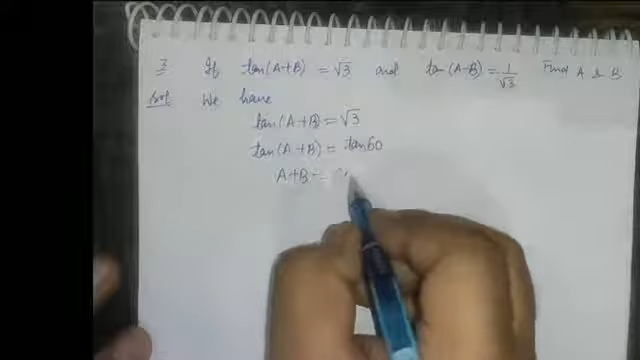 3 If tan(A+B) = √3 and tan(A-B) = 1/√3 Find A & B
Sol We have
tan(A+B) = √3
tan(A+B) = tan60
A+B =